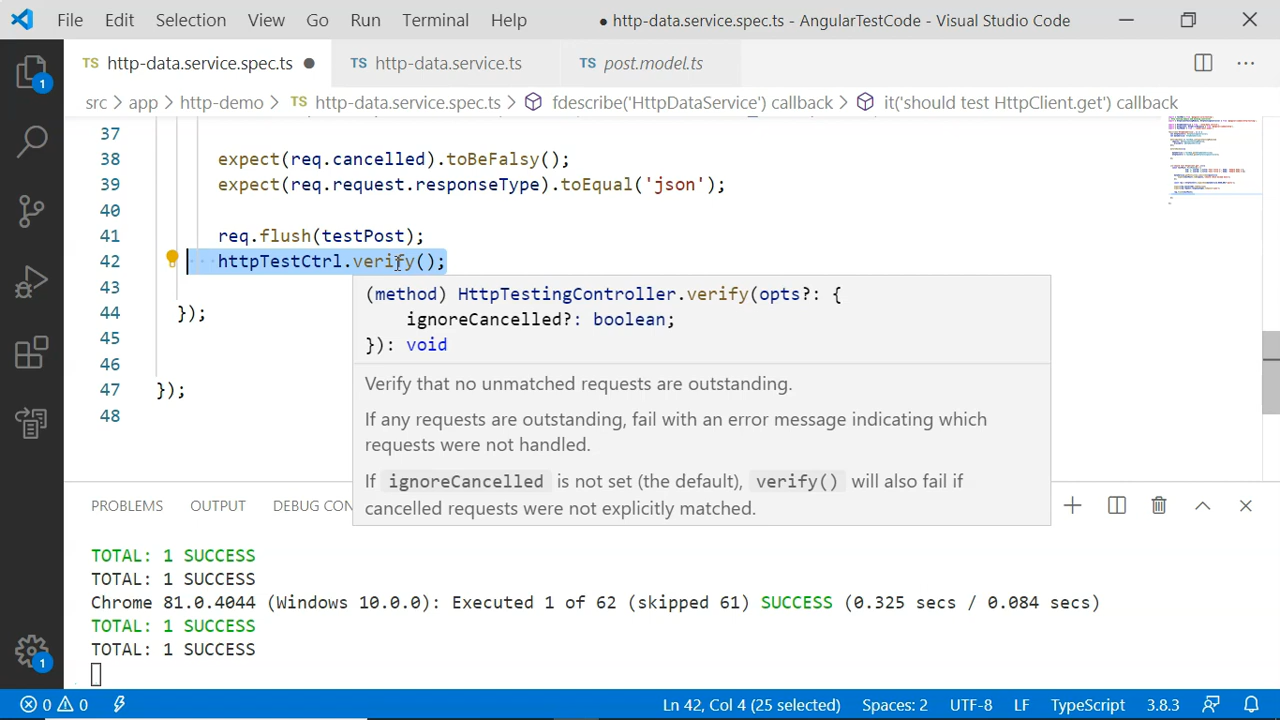 File Edit Selection View Go Run Terminal Help
● http-data.service.spec.ts - AngularTestCode - Visual Studio Code
TS http-data.service.spec.ts ●
TS http-data.service.ts
TS post.model.ts
src > app > http-demo > TS http-data.service.spec.ts > fdescribe('HttpDataService') callback > it('should test HttpClient.get') callback
37
38 expect(req.cancelled).toBeFalsy();
39 expect(req.request.responseType).toEqual('json');
40
41 req.flush(testPost);
42 httpTestCtrl.verify();
43
44 });
45
46
47 });
48
(method) HttpTestingController.verify(opts?: {
ignoreCancelled?: boolean;
}): void
Verify that no unmatched requests are outstanding.
If any requests are outstanding, fail with an error message indicating which
requests were not handled.
If ignoreCancelled is not set (the default), verify() will also fail if
cancelled requests were not explicitly matched.
PROBLEMS OUTPUT DEBUG CON
TOTAL: 1 SUCCESS
TOTAL: 1 SUCCESS
Chrome 81.0.4044 (Windows 10.0.0): Executed 1 of 62 (skipped 61) SUCCESS (0.325 secs / 0.084 secs)
TOTAL: 1 SUCCESS
TOTAL: 1 SUCCESS
1
1
0 0 Ln 42, Col 4 (25 selected) Spaces: 2 UTF-8 LF TypeScript 3.8.3